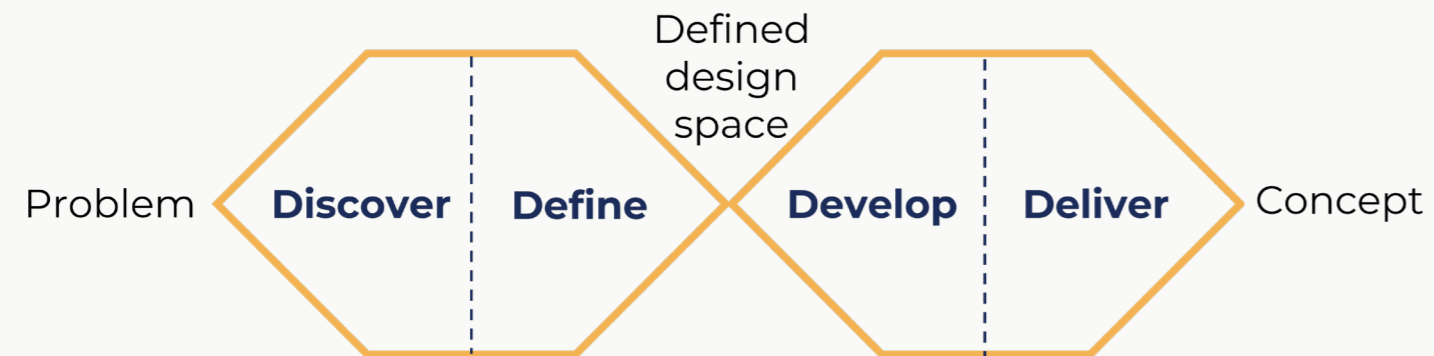 Defined
design
space
Problem
Discover
Define
Develop
Deliver
Concept